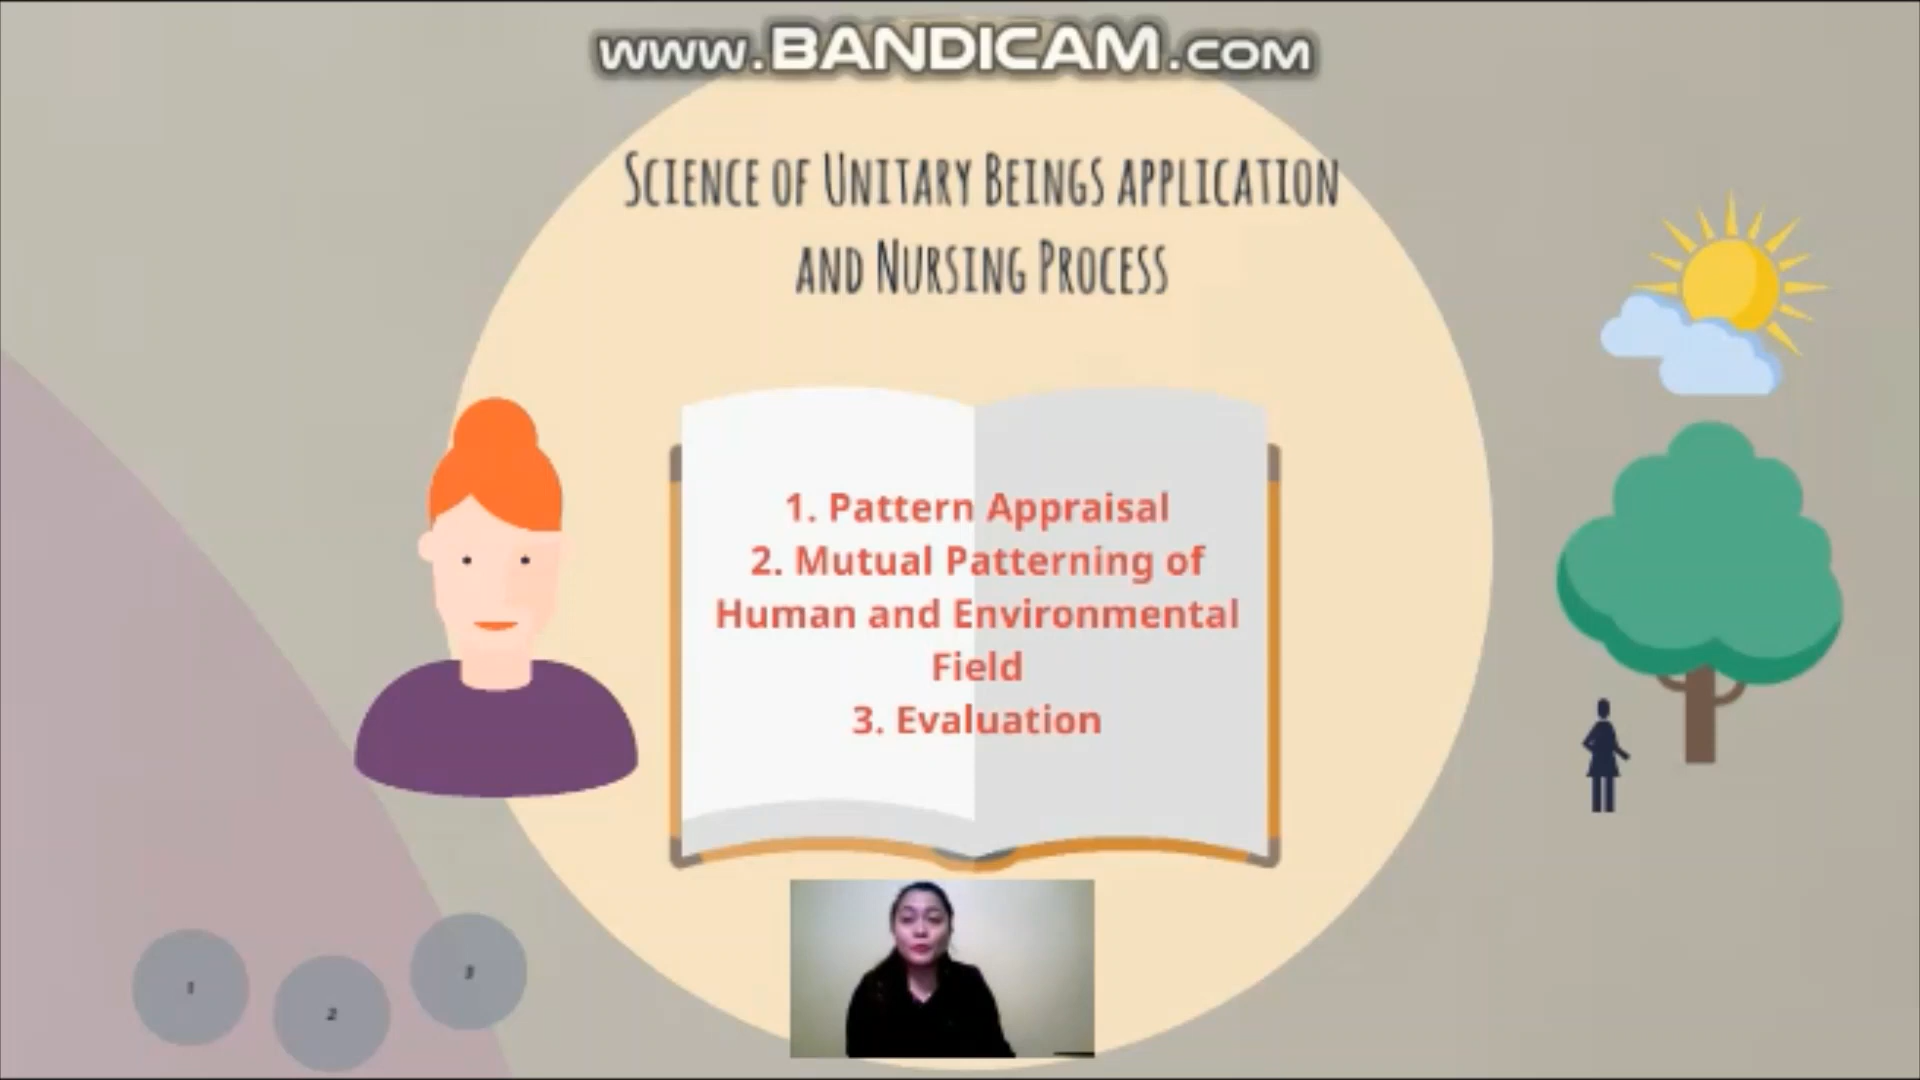 www.BANDICAM.com
SCIENCE OF UNITARY BEINGS APPLICATION
AND NURSING PROCESS
1. Pattern Appraisal
2. Mutual Patterning of
Human and Environmental
Field
3. Evaluation
1
2
3